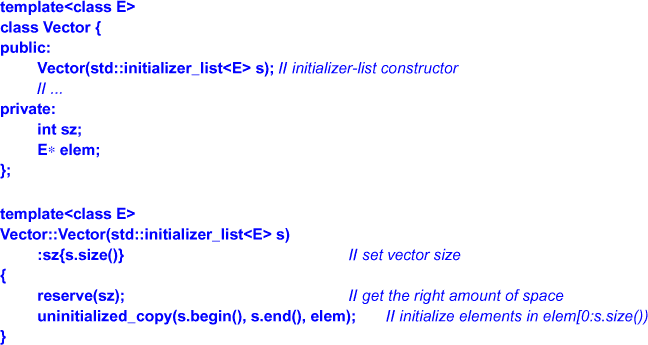 template<class E>
class Vector {
public:
Vector(std::initializer_list<E> s); // initializer-list constructor
// ...
private:
int sz;
E∗ elem;
};
template<class E>
Vector::Vector(std::initializer_list<E> s)
:sz{s.size()} // set vector size
{
reserve(sz); // get the right amount of space
uninitialized_copy(s.begin(), s.end(), elem); // initialize elements in elem[0:s.size())
}